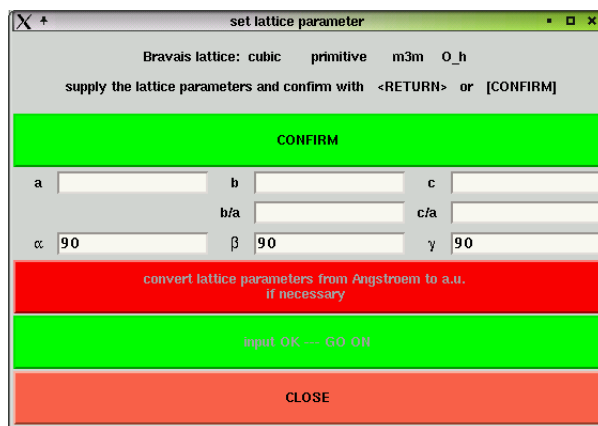 set lattice parameter
Bravais lattice: cubic primitive m3m O_h
supply the lattice parameters and confirm with <RETURN> or [CONFIRM]
CONFIRM
a b c
b/a c/a
α 90 β 90 γ 90
convert lattice parameters from Angstroem to a.u.
if necessary
input OK — GO ON
CLOSE